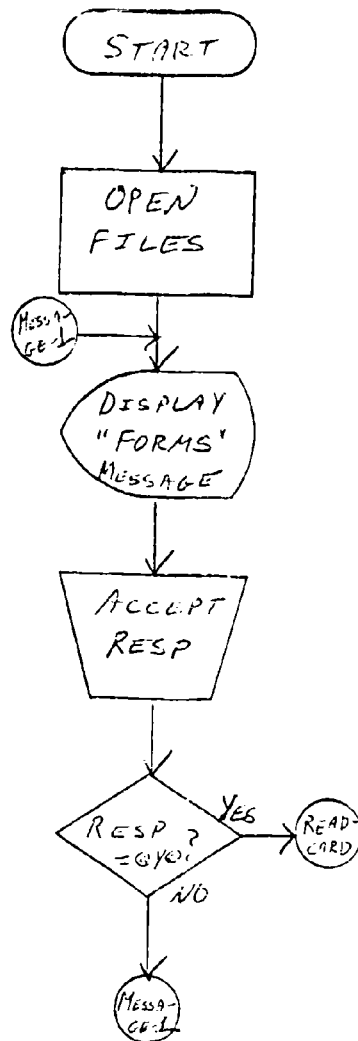 START
OPEN
FILES
MESSA-
GE-1
DISPLAY
"FORMS"
MESSAGE
ACCEPT
RESP
RESP
=@Y@?
YES
READ-
CARD
NO
MESSA-
GE-1